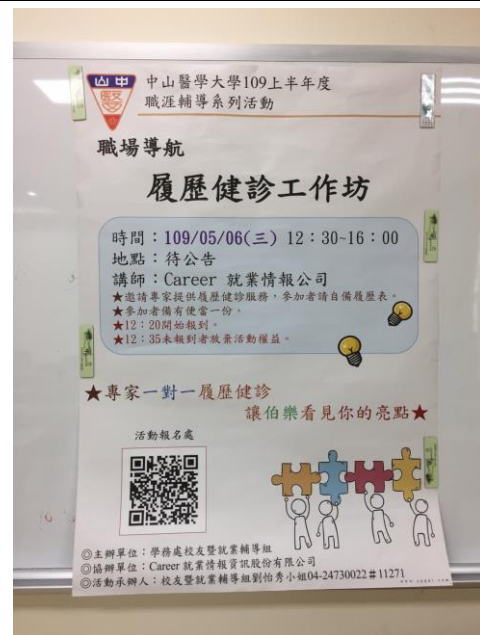 中山醫學大學109上半年度
職涯輔導系列活動
職場導航
履歷健診工作坊
時間：109/05/06(三) 12：30~16：00
地點：待公告
講師：Career 就業情報公司
★邀請專家提供履歷健診服務，參加者請自備履歷表。
★參加者備有便當一份。
★12：20開始報到。
★12：35未報到者放棄活動權益。
★專家一對一履歷健診
讓伯樂看見你的亮點★
活動報名處
◎主辦單位：學務處校友暨就業輔導組
◎協辦單位：Career 就業情報資訊股份有限公司
◎活動承辦人：校友暨就業輔導組劉怡秀小姐04-24730022＃11271